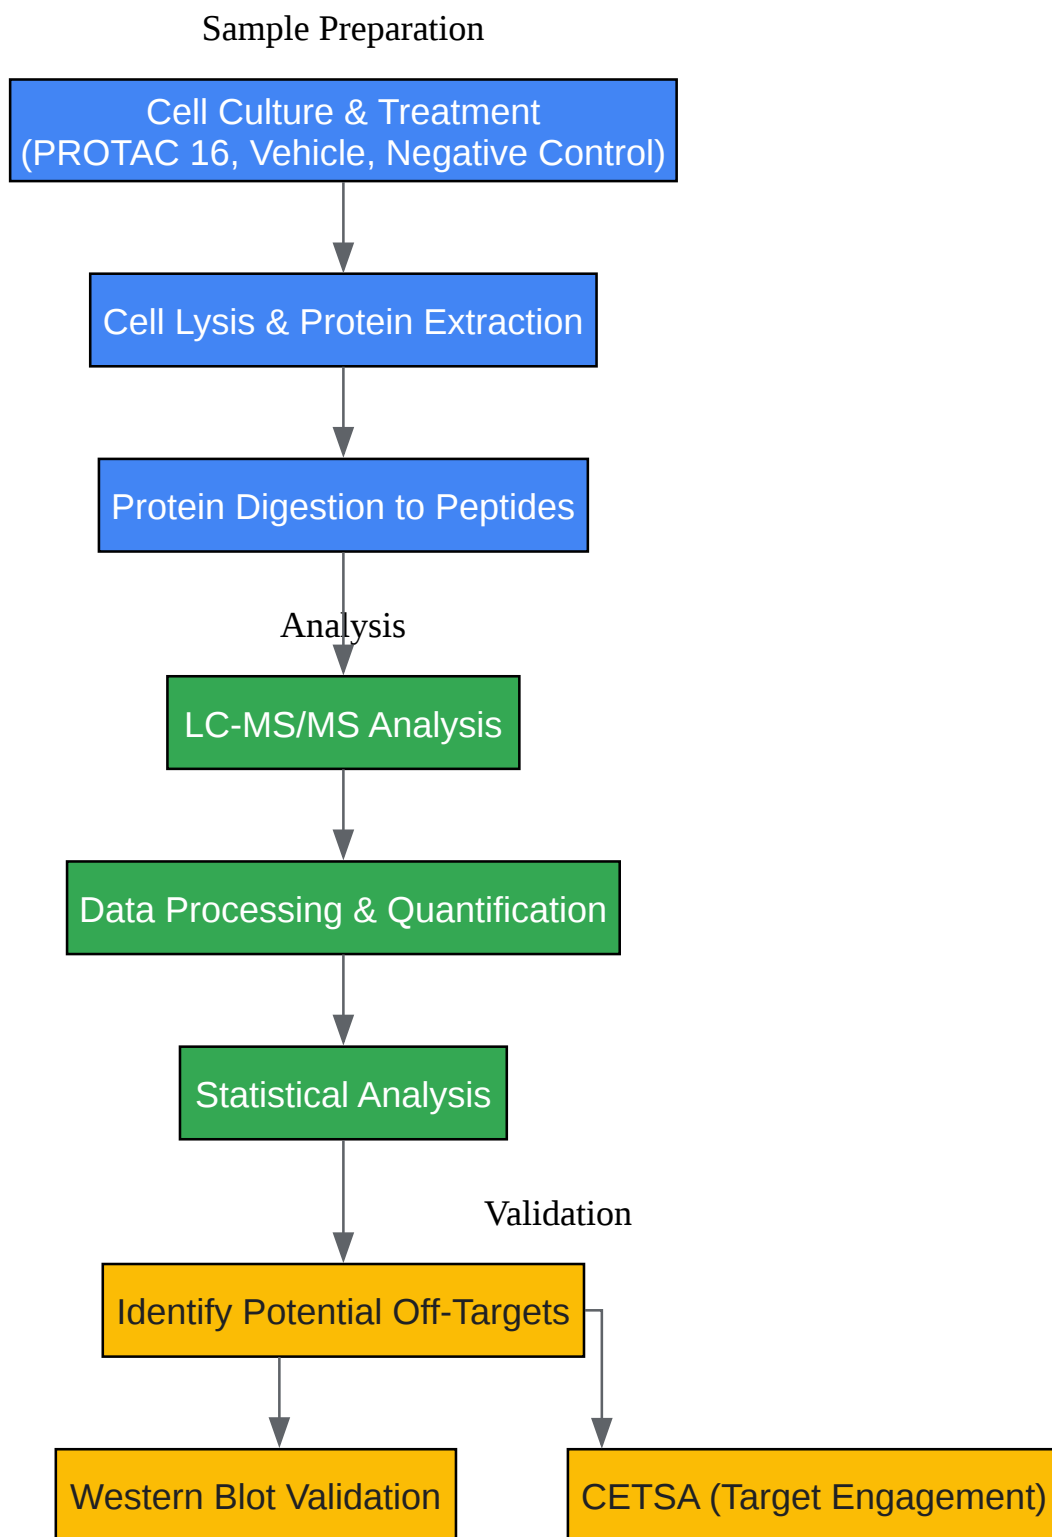 Sample Preparation
Cell Culture & Treatment
(PROTAC 16, Vehicle, Negative Control)
Cell Lysis & Protein Extraction
Protein Digestion to Peptides
Analysis
LC-MS/MS Analysis
Data Processing & Quantification
Statistical Analysis
Validation
Identify Potential Off-Targets
Western Blot Validation
CETSA (Target Engagement)